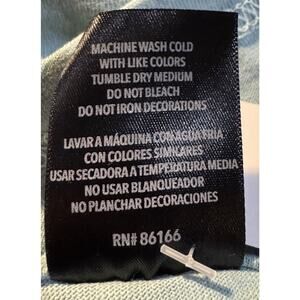 MACHINE WASH COLD
WITH LIKE COLORS
TUMBLE DRY MEDIUM
DO NOT BLEACH
DO NOT IRON DECORATIONS
LAVAR A MÁQUINA CON AGUA FRIA
CON COLORES SIMILARES
USAR SECADORA A TEMPERATURA MEDIA
NO USAR BLANQUEADOR
NO PLANCHAR DECORACIONES
RN# 86166